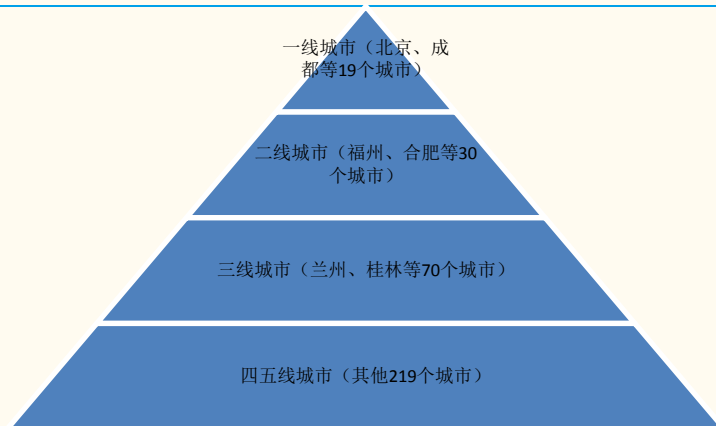 一线城市（北京、成
都等19个城市）
二线城市（福州、合肥等30
个城市）
三线城市（兰州、桂林等70个城市）
四五线城市（其他219个城市）